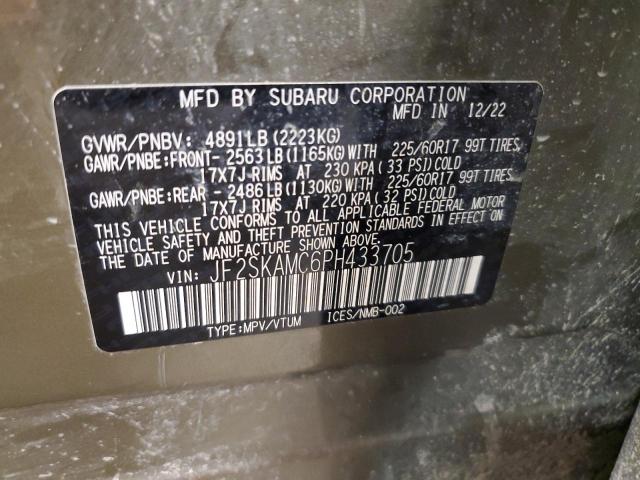 MFD BY SUBARU CORPORATION
MFD IN 12/22
GVWR/PNBV: 4891LB (2223KG)
GAWR/PNBE:FRONT- 2563LB(1165KG)WITH 225/60R17 99T TIRES
17X7J RIMS AT 230 KPA (33 PSI)COLD
GAWR/PNBE:REAR - 2486LB(1130KG)WITH 225/60R17 99T TIRES
17X7J RIMS AT 220 KPA(32 PSI)COLD
THIS VEHICLE CONFORMS TO ALL APPLICABLE FEDERAL MOTOR
VEHICLE SAFETY AND THEFT PREVENTION STANDARDS IN EFFECT ON
THE DATE OF MANUFACTURE SHOWN ABOVE.
VIN: JF2SKAMC6PH433705
TYPE:MPV/VTUM ICES/NMB-002